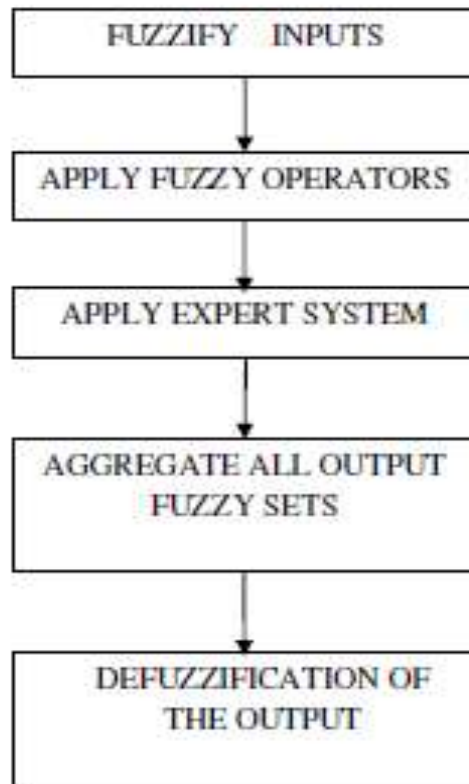 FUZZIFY INPUTS
APPLY FUZZY OPERATORS
APPLY EXPERT SYSTEM
AGGREGATE ALL OUTPUT
FUZZY SETS
DEFUZZIFICATION OF
THE OUTPUT